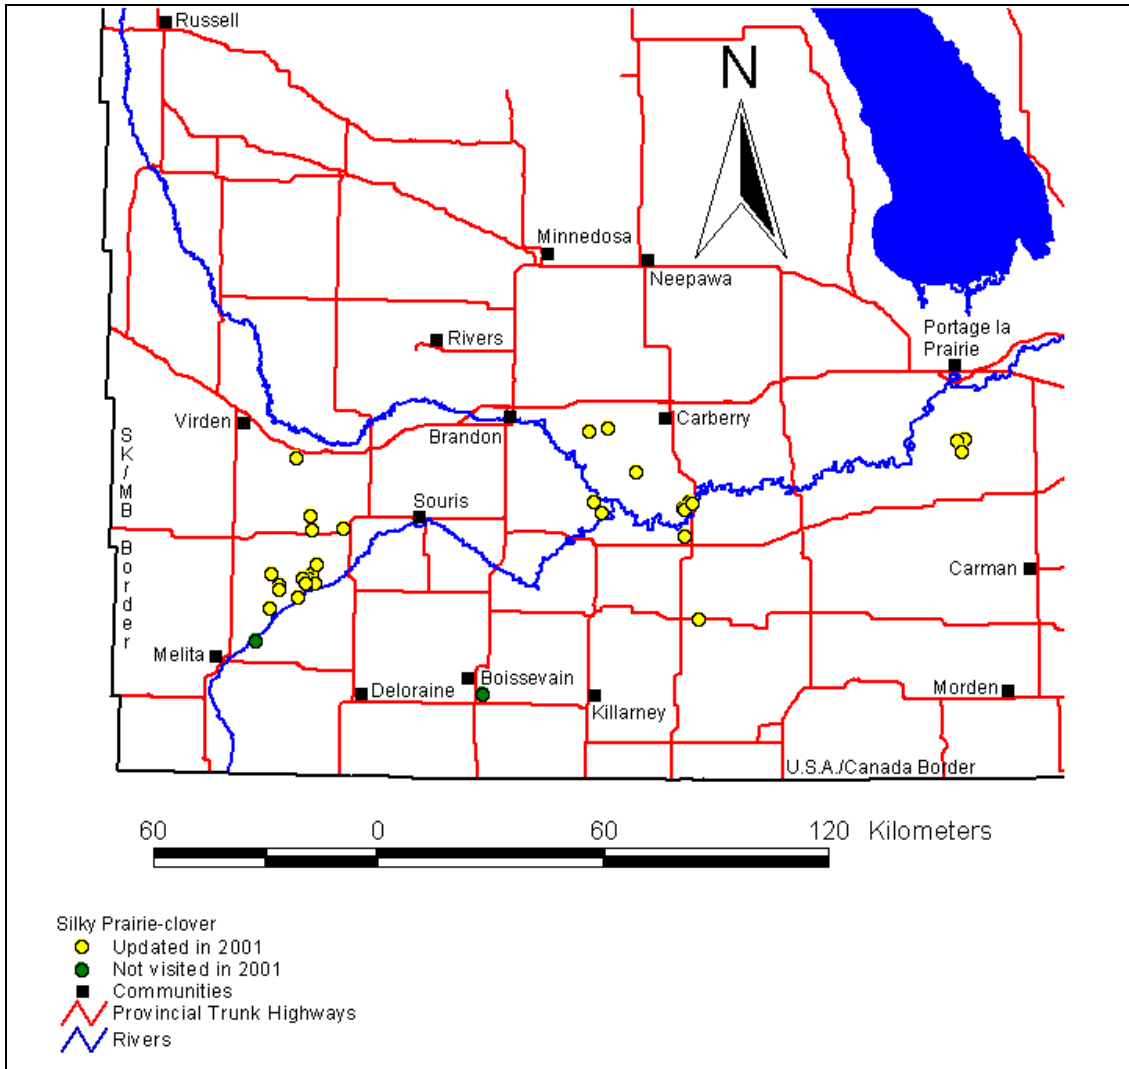 Russell
N
Minnedosa
Neepawa
Portage la
Prairie
Rivers
Virden
Brandon
Carberry
SK/MB Border
Souris
Carman
Melita
Boissevain
Deloraine
Killarney
Morden
U.S.A./Canada Border
60 0 60 120 Kilometers
Silky Prairie-clover
Updated in 2001
Not visited in 2001
Communities
Provincial Trunk Highways
Rivers